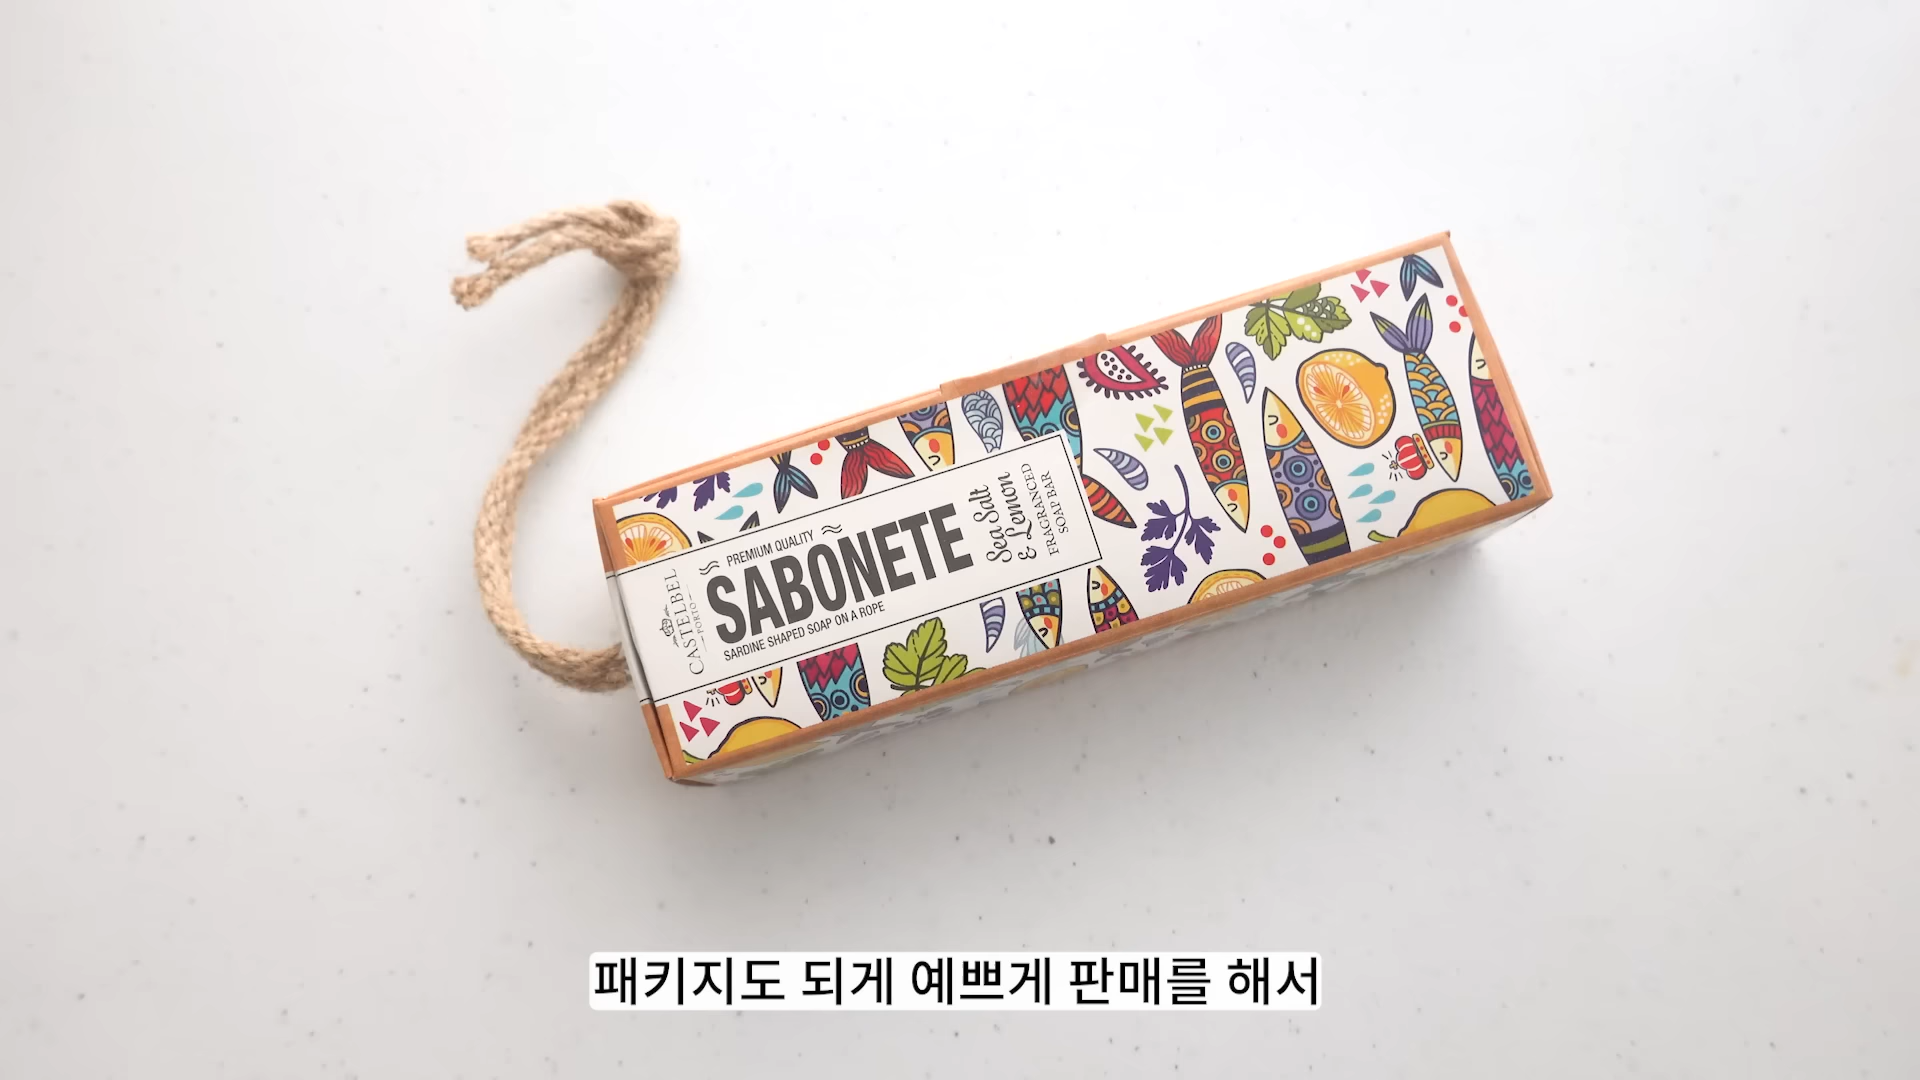 CASTELBEL
PORTO
PREMIUM QUALITY
SABONETE
SARDINE SHAPED SOAP ON A ROPE
Sea Salt
& Lemon
FRAGRANCED
SOAP BAR
패키지도 되게 예쁘게 판매를 해서